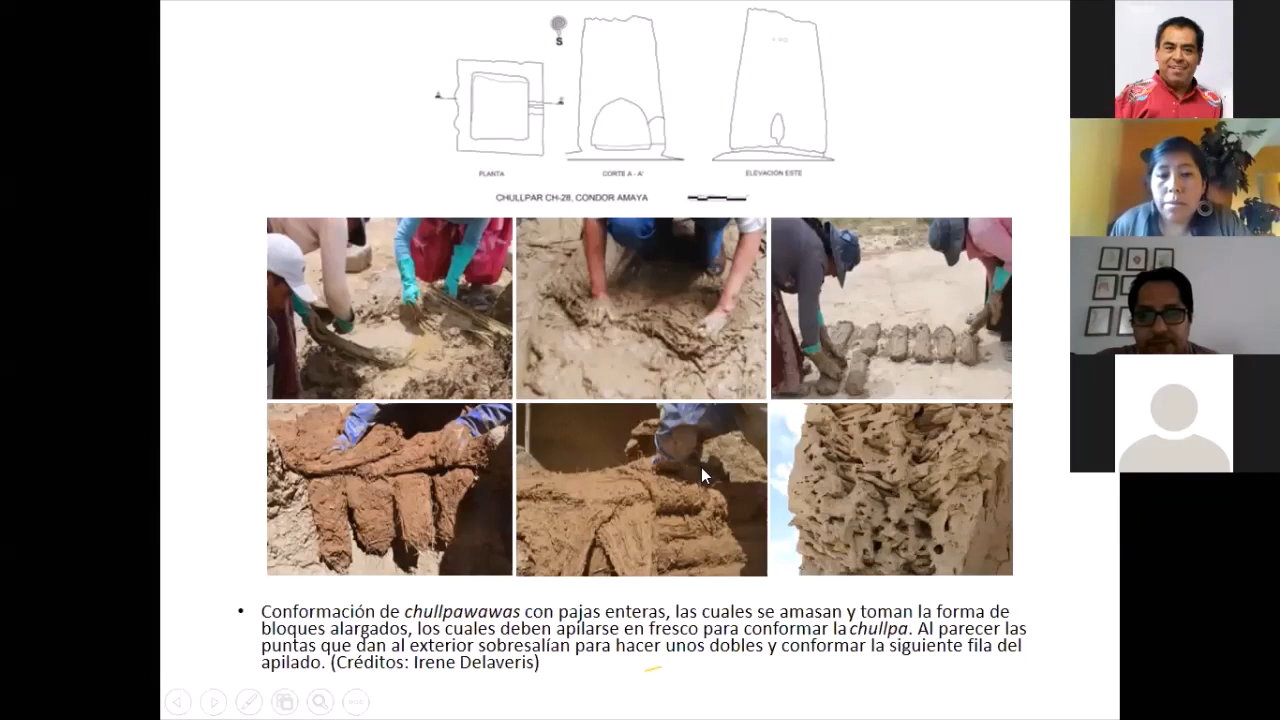 S
PLANTA
CORTE A - A'
ELEVACIÓN ESTE
CHULLPAR CH-28, CONDOR AMAYA
• Conformación de chullpawawas con pajas enteras, las cuales se amasan y toman la forma de
bloques alargados, los cuales deben apilarse en fresco para conformar la chullpa. Al parecer las
puntas que dan al exterior sobresalían para hacer unos dobles y conformar la siguiente fila del
apilado. (Créditos: Irene Delaveris)